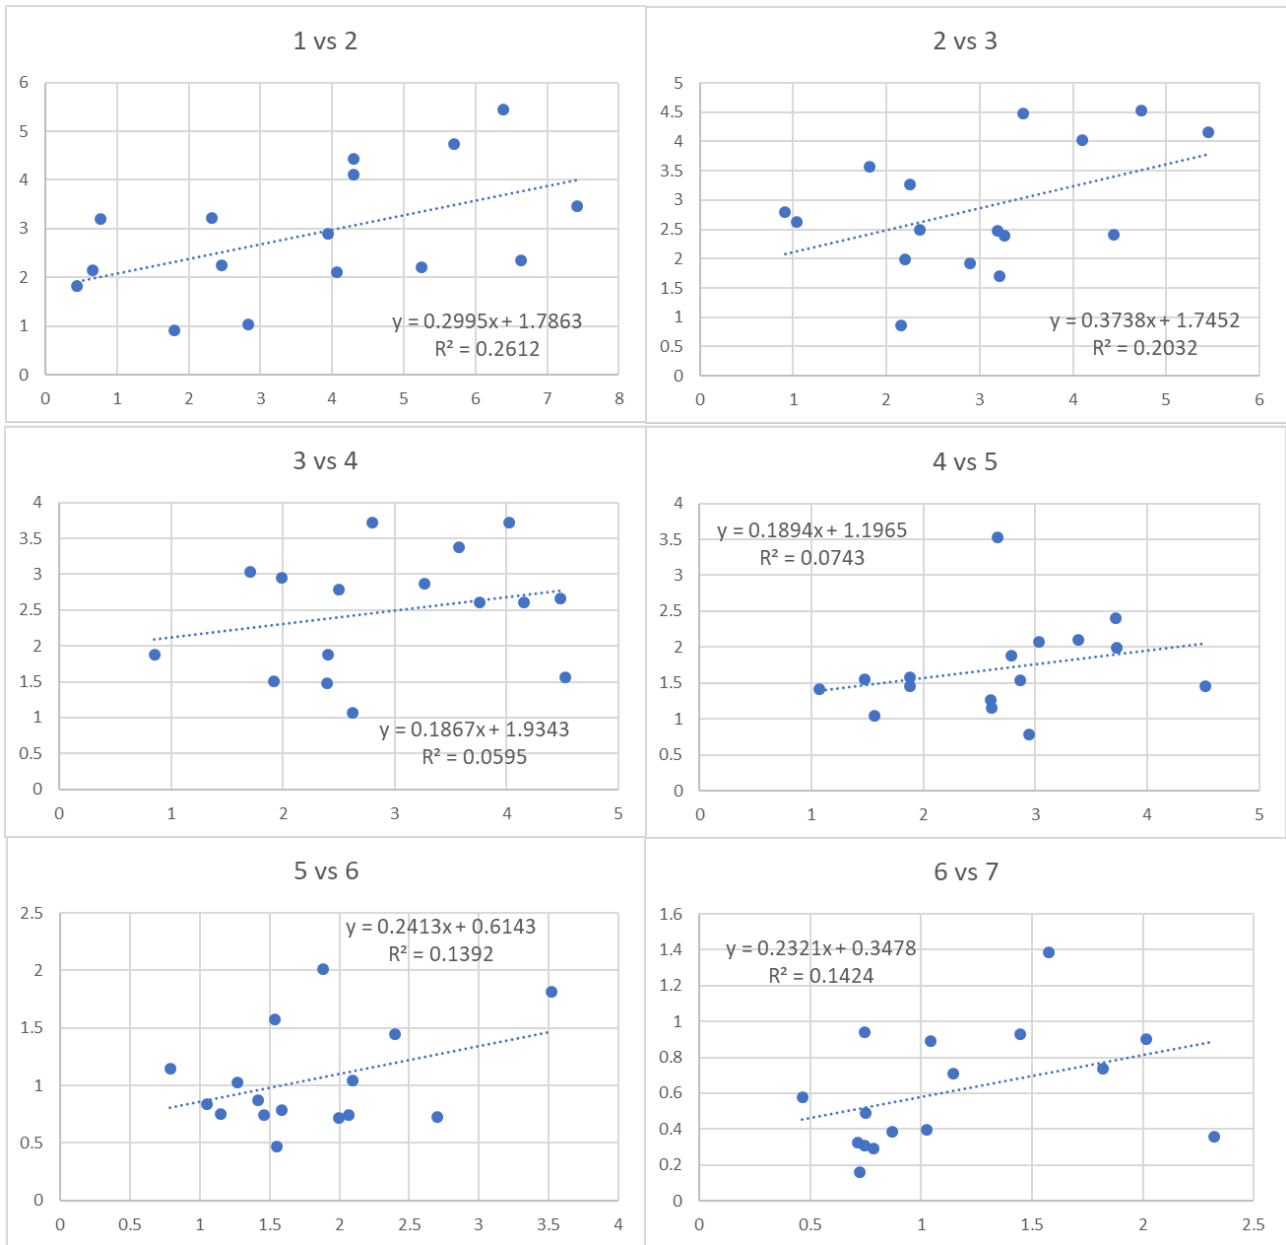 1 vs 2
6
5
4
3
2
1
0
y = 0.2995x + 1.7863
R² = 0.2612
0 1 2 3 4 5 6 7 8
2 vs 3
5
4.5
4
3.5
3
2.5
2
1.5
1
0.5
0
y = 0.3738x + 1.7452
R² = 0.2032
0 1 2 3 4 5 6
3 vs 4
4
3.5
3
2.5
2
1.5
1
0.5
0
y = 0.1867x + 1.9343
R² = 0.0595
0 1 2 3 4 5
4 vs 5
4
3.5
3
2.5
2
1.5
1
0.5
0
y = 0.1894x + 1.1965
R² = 0.0743
0 1 2 3 4 5
5 vs 6
2.5
2
1.5
1
0.5
0
y = 0.2413x + 0.6143
R² = 0.1392
0 0.5 1 1.5 2 2.5 3 3.5 4
6 vs 7
1.6
1.4
1.2
1
0.8
0.6
0.4
0.2
0
y = 0.2321x + 0.3478
R² = 0.1424
0 0.5 1 1.5 2 2.5